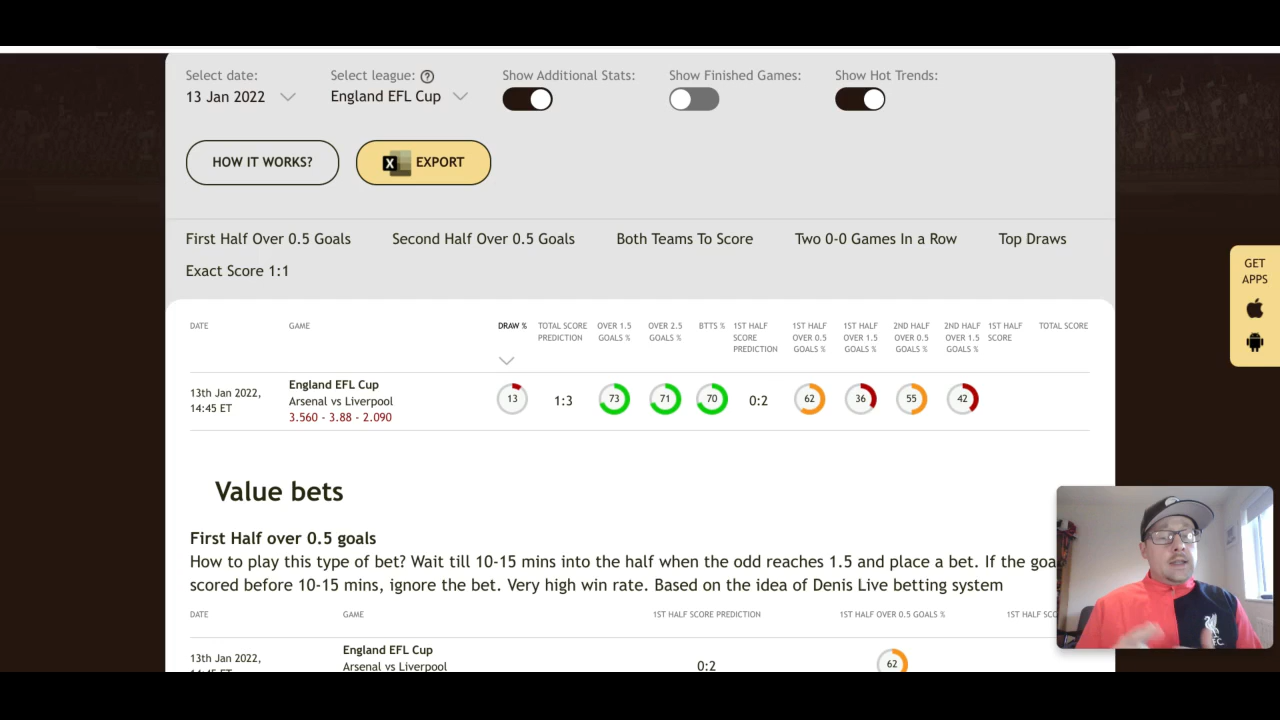 Select date:
Select league: ?
Show Additional Stats:
Show Finished Games:
Show Hot Trends:
13 Jan 2022
England EFL Cup
HOW IT WORKS?
X EXPORT
First Half Over 0.5 Goals
Second Half Over 0.5 Goals
Both Teams To Score
Two 0-0 Games In a Row
Top Draws
Exact Score 1:1
GET
APPS
DATE
GAME
DRAW %
TOTAL SCORE
PREDICTION
OVER 1.5
GOALS %
OVER 2.5
GOALS %
BTTS %
1ST HALF
SCORE
PREDICTION
1ST HALF
OVER 0.5
GOALS %
1ST HALF
OVER 1.5
GOALS %
2ND HALF
OVER 0.5
GOALS %
2ND HALF
OVER 1.5
GOALS %
1ST HALF
SCORE
TOTAL SCORE
13th Jan 2022,
14:45 ET
England EFL Cup
Arsenal vs Liverpool
3.560 - 3.88 - 2.090
13
1:3
73
71
70
0:2
62
36
55
42
Value bets
First Half over 0.5 goals
How to play this type of bet? Wait till 10-15 mins into the half when the odd reaches 1.5 and place a bet. If the goa
scored before 10-15 mins, ignore the bet. Very high win rate. Based on the idea of Denis Live betting system
DATE
GAME
1ST HALF SCORE PREDICTION
1ST HALF OVER 0.5 GOALS %
1ST HALF SCO
13th Jan 2022,
14:45 ET
England EFL Cup
Arsenal vs Liverpool
0:2
62